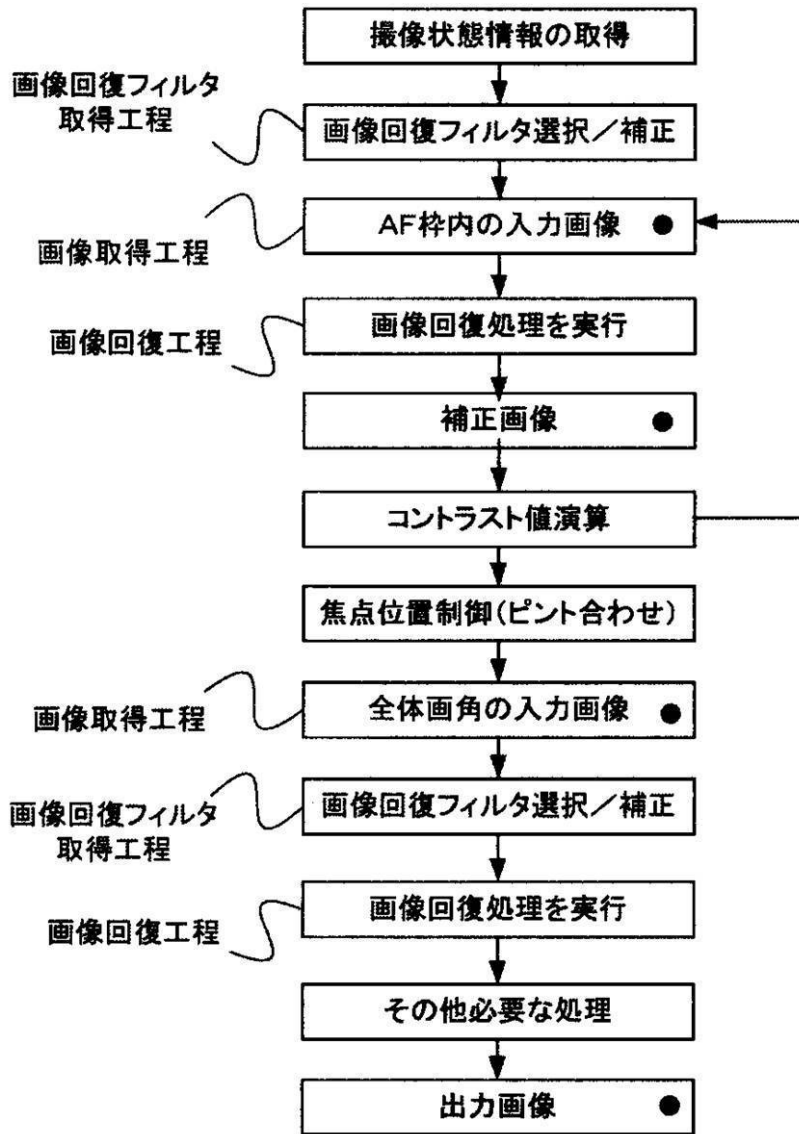 撮像状態情報の取得
画像回復フィルタ
取得工程
画像回復フィルタ選択／補正
AF枠内の入力画像 ●
画像取得工程
画像回復処理を実行
画像回復工程
補正画像 ●
コントラスト値演算
焦点位置制御(ピント合わせ)
全体画角の入力画像 ●
画像取得工程
画像回復フィルタ選択／補正
画像回復フィルタ
取得工程
画像回復処理を実行
画像回復工程
その他必要な処理
出力画像 ●